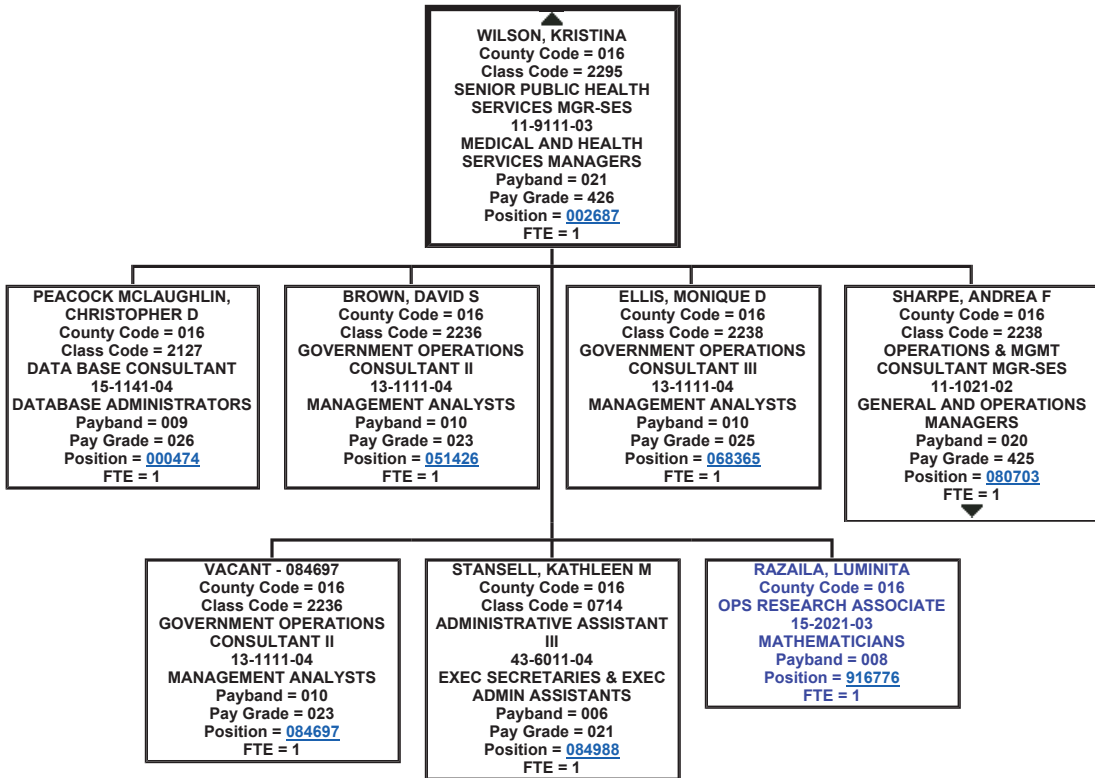 WILSON, KRISTINA
County Code = 016
Class Code = 2295
SENIOR PUBLIC HEALTH
SERVICES MGR-SES
11-9111-03
MEDICAL AND HEALTH
SERVICES MANAGERS
Payband = 021
Pay Grade = 426
Position = 002687
FTE = 1
PEACOCK MCLAUGHLIN,
CHRISTOPHER D
County Code = 016
Class Code = 2127
DATA BASE CONSULTANT
15-1141-04
DATABASE ADMINISTRATORS
Payband = 009
Pay Grade = 026
Position = 000474
FTE = 1
BROWN, DAVID S
County Code = 016
Class Code = 2236
GOVERNMENT OPERATIONS
CONSULTANT II
13-1111-04
MANAGEMENT ANALYSTS
Payband = 010
Pay Grade = 023
Position = 051426
FTE = 1
ELLIS, MONIQUE D
County Code = 016
Class Code = 2238
GOVERNMENT OPERATIONS
CONSULTANT III
13-1111-04
MANAGEMENT ANALYSTS
Payband = 010
Pay Grade = 025
Position = 068365
FTE = 1
SHARPE, ANDREA F
County Code = 016
Class Code = 2238
OPERATIONS & MGMT
CONSULTANT MGR-SES
11-1021-02
GENERAL AND OPERATIONS
MANAGERS
Payband = 020
Pay Grade = 425
Position = 080703
FTE = 1
VACANT - 084697
County Code = 016
Class Code = 2236
GOVERNMENT OPERATIONS
CONSULTANT II
13-1111-04
MANAGEMENT ANALYSTS
Payband = 010
Pay Grade = 023
Position = 084697
FTE = 1
STANSELL, KATHLEEN M
County Code = 016
Class Code = 0714
ADMINISTRATIVE ASSISTANT
III
43-6011-04
EXEC SECRETARIES & EXEC
ADMIN ASSISTANTS
Payband = 006
Pay Grade = 021
Position = 084988
FTE = 1
RAZAILA, LUMINITA
County Code = 016
OPS RESEARCH ASSOCIATE
15-2021-03
MATHEMATICIANS
Payband = 008
Position = 916776
FTE = 1